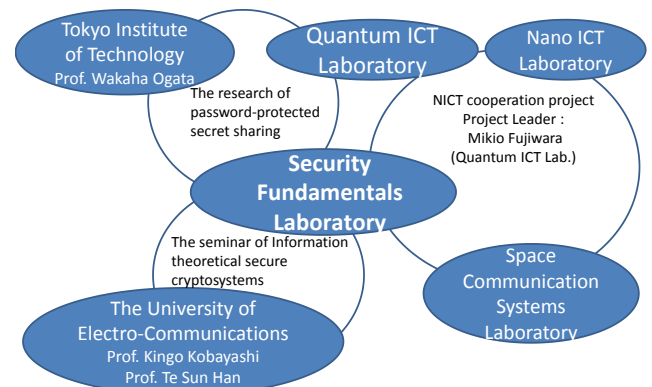 Tokyo Institute
of Technology
Prof. Wakaha Ogata
Quantum ICT
Laboratory
Nano ICT
Laboratory
The research of
password-protected
secret sharing
NICT cooperation project
Project Leader :
Mikio Fujiwara
(Quantum ICT Lab.)
Security
Fundamentals
Laboratory
The seminar of Information
theoretical secure
cryptosystems
Space
Communication
Systems
Laboratory
The University of
Electro-Communications
Prof. Kingo Kobayashi
Prof. Te Sun Han